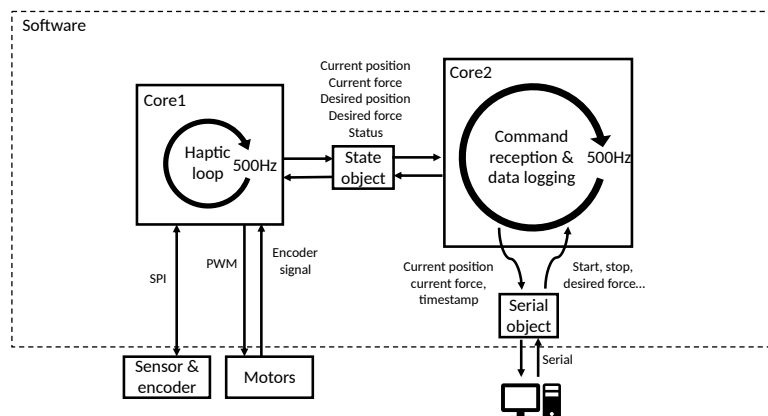 Software
Core1
Haptic
loop
500Hz
Current position
Current force
Desired position
Desired force
Status
State
object
Core2
Command
reception &
data logging
500Hz
SPI
PWM
Encoder
signal
Current position
current force,
timestamp
Start, stop,
desired force...
Serial
object
Serial
Sensor &
encoder
Motors